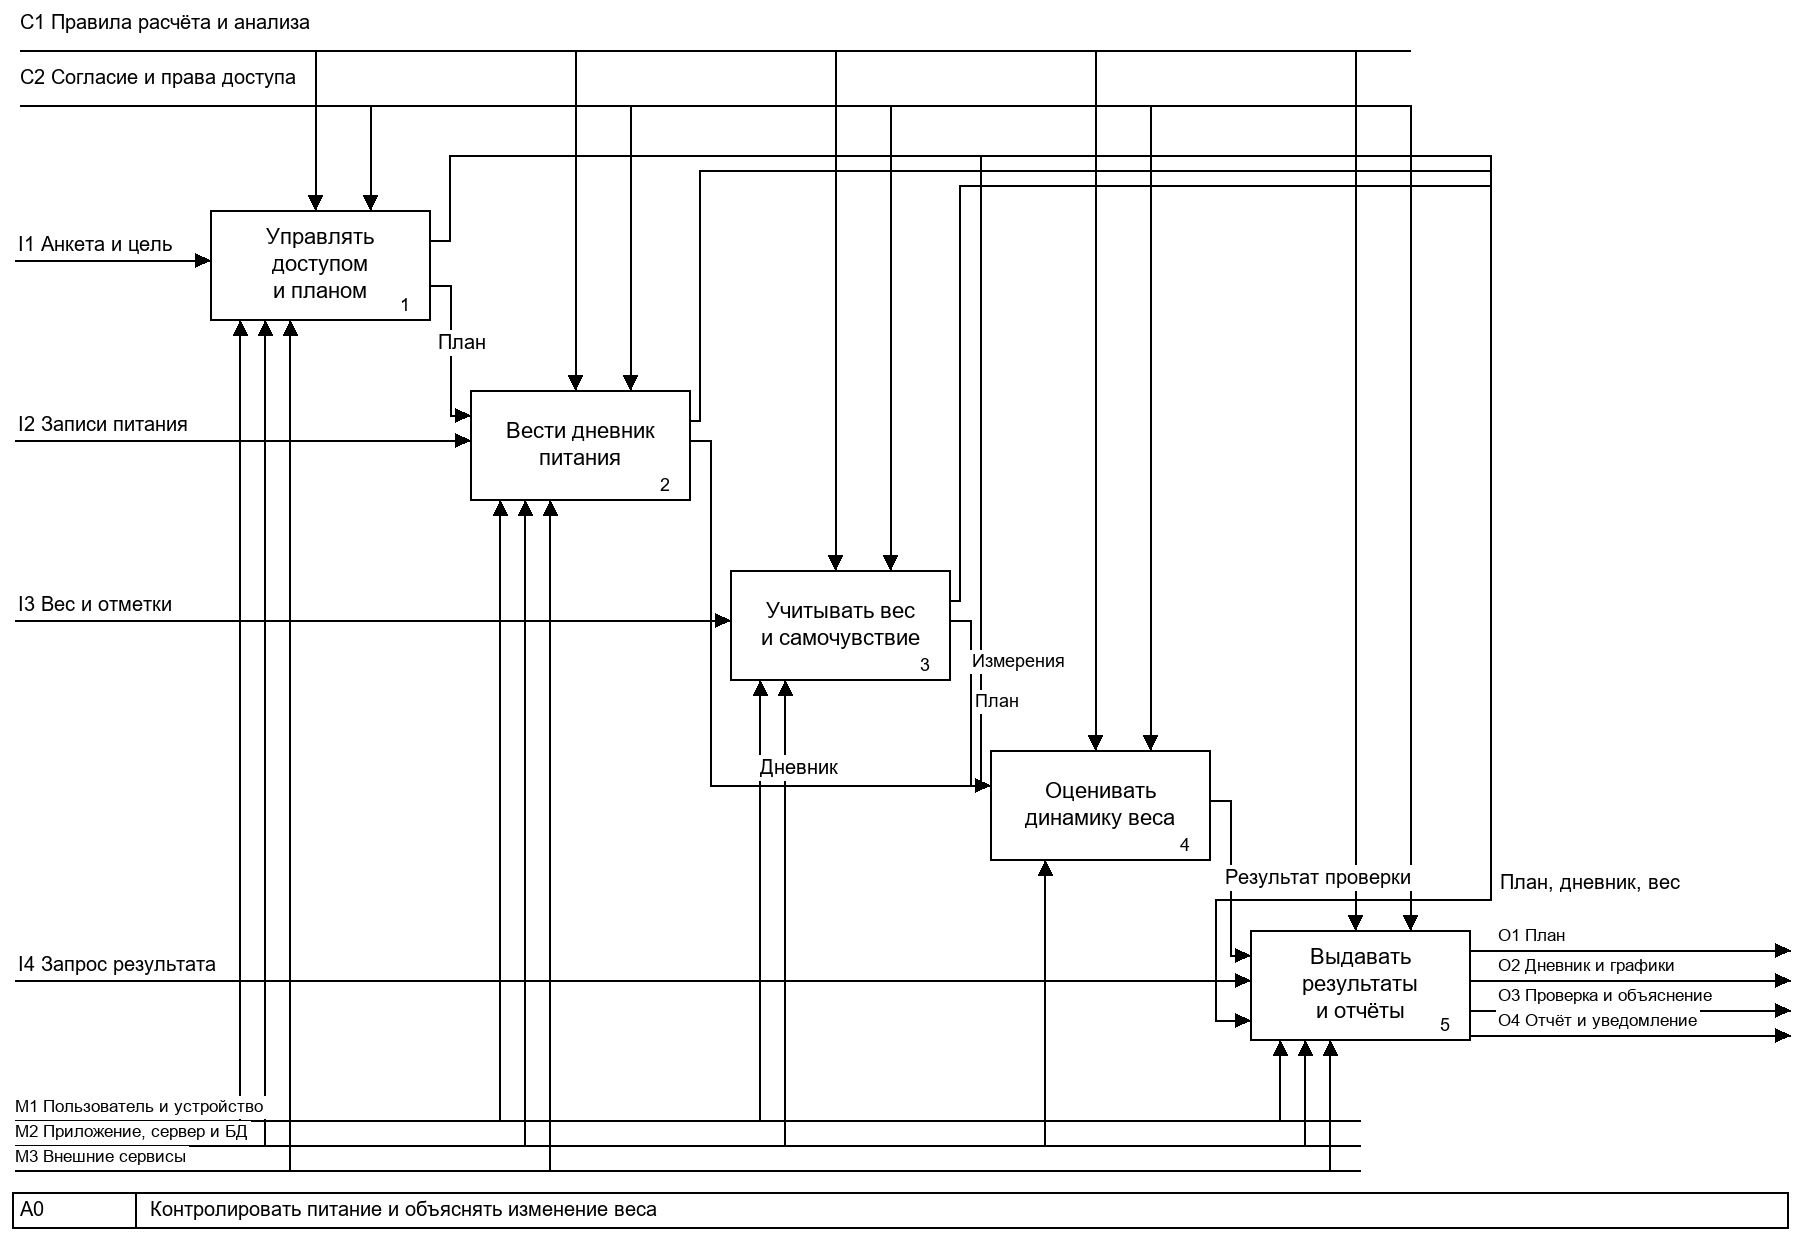 C1 Правила расчёта и анализа
C2 Согласие и права доступа
I1 Анкета и цель
Управлять
доступом
и планом
1
План
I2 Записи питания
Вести дневник
питания
2
I3 Вес и отметки
Учитывать вес
и самочувствие
3
Измерения
План
Дневник
Оценивать
динамику веса
4
Результат проверки
План, дневник, вес
I4 Запрос результата
Выдавать
результаты
и отчёты
5
O1 План
O2 Дневник и графики
O3 Проверка и объяснение
O4 Отчёт и уведомление
M1 Пользователь и устройство
M2 Приложение, сервер и БД
M3 Внешние сервисы
A0
Контролировать питание и объяснять изменение веса